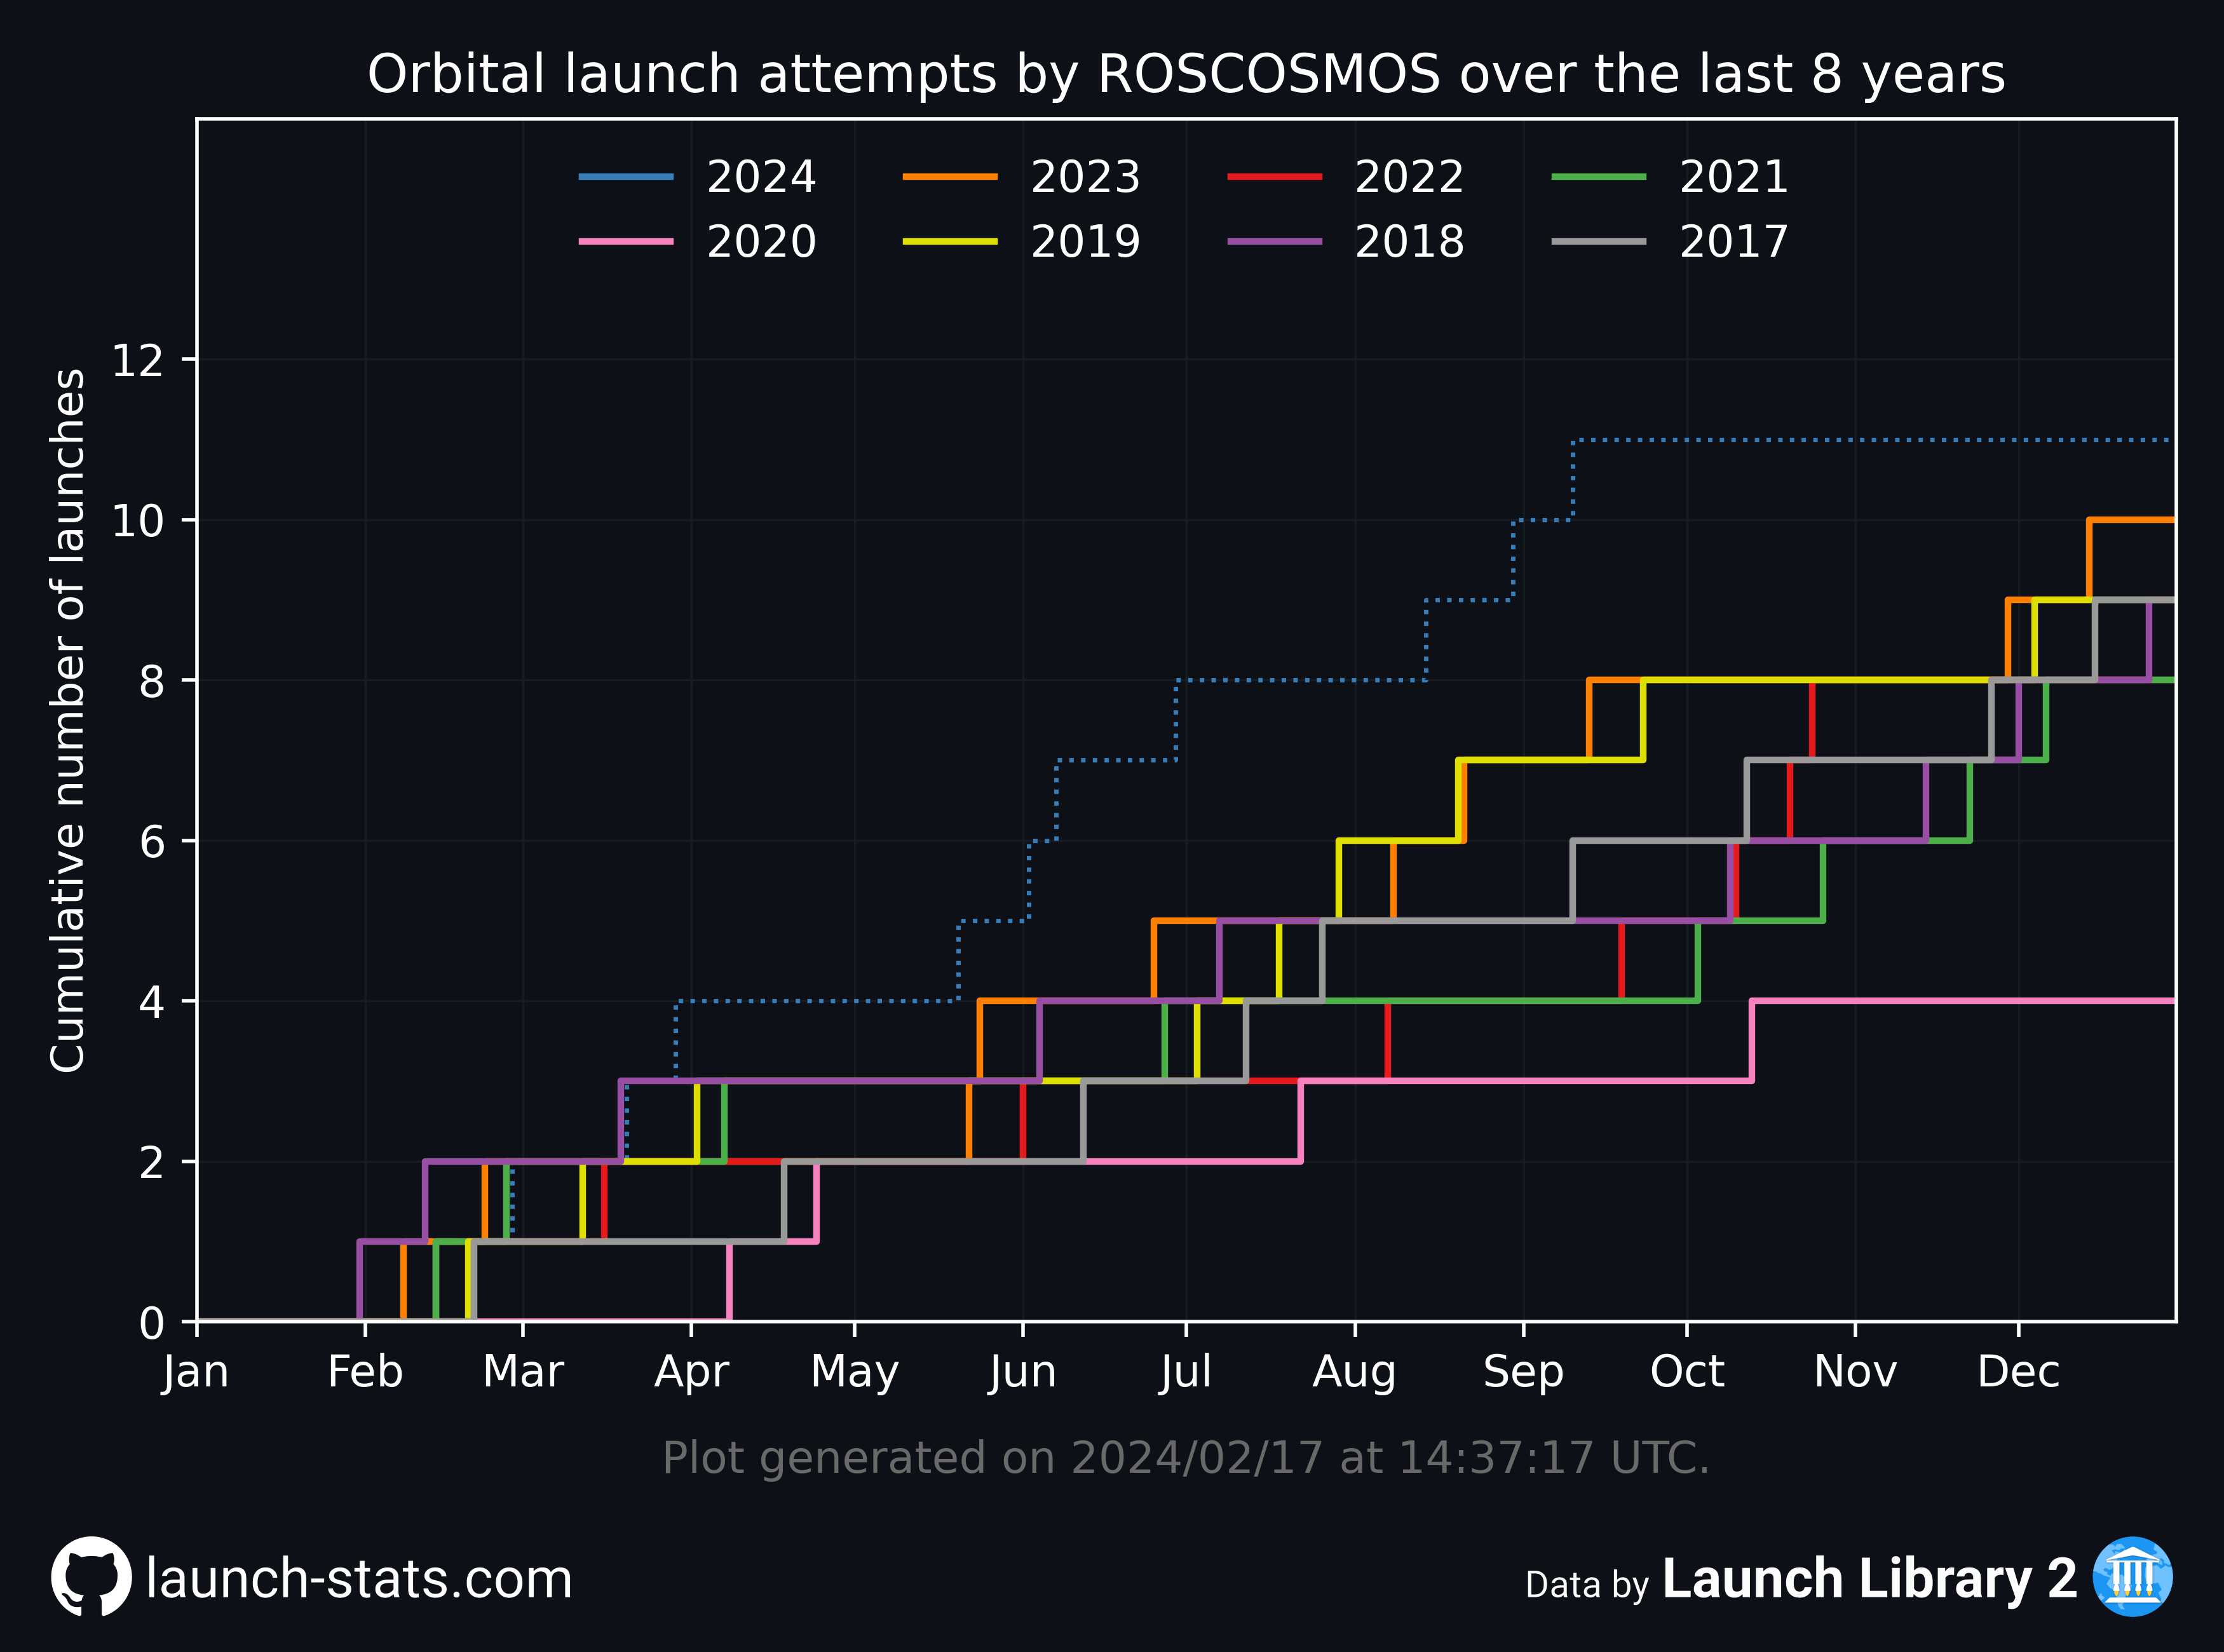 Orbital launch attempts by ROSCOSMOS over the last 8 years
2024 2023 2022 2021
2020 2019 2018 2017
Cumulative number of launches
12
10
8
6
4
2
0
Jan Feb Mar Apr May Jun Jul Aug Sep Oct Nov Dec
Plot generated on 2024/02/17 at 14:37:17 UTC.
launch-stats.com
Data by Launch Library 2